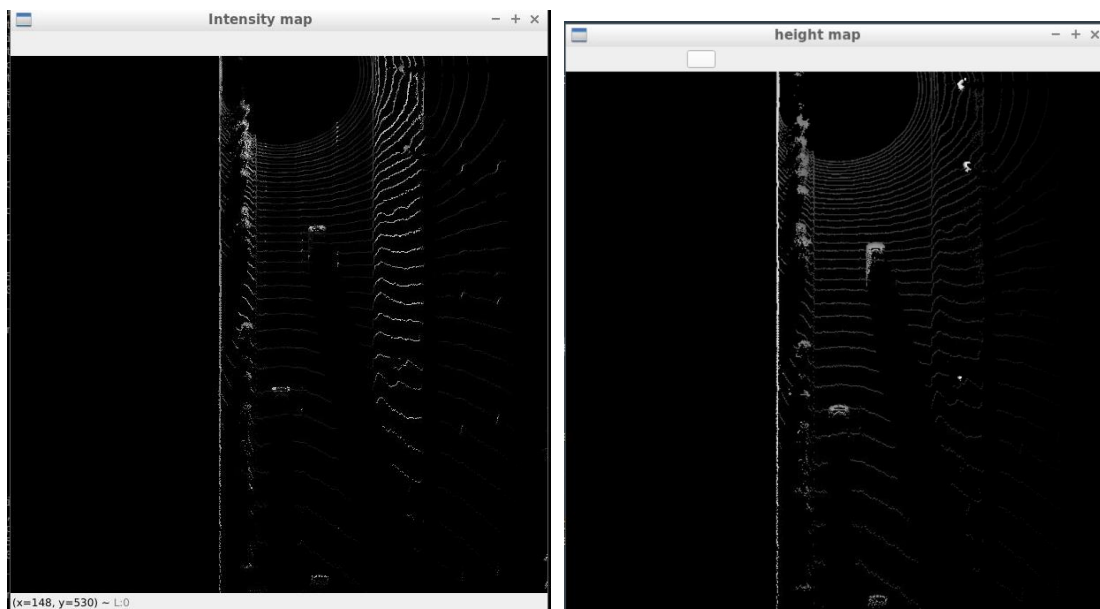 Intensity map
height map
(x=148, y=530) ~ L:0